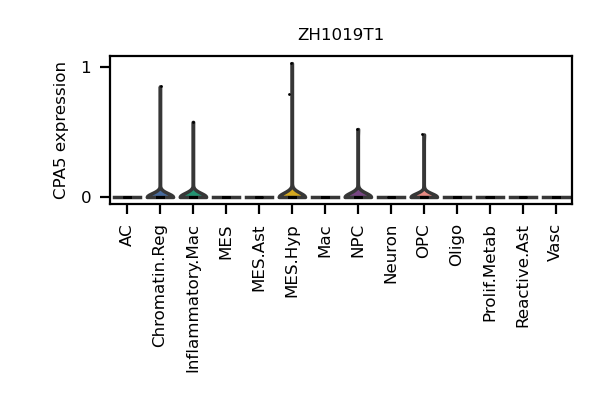 ZH1019T1
CPA5 expression
1
0
AC
Chromatin.Reg
Inflammatory.Mac
MES
MES.Ast
MES.Hyp
Mac
NPC
Neuron
OPC
Oligo
Prolif.Metab
Reactive.Ast
Vasc